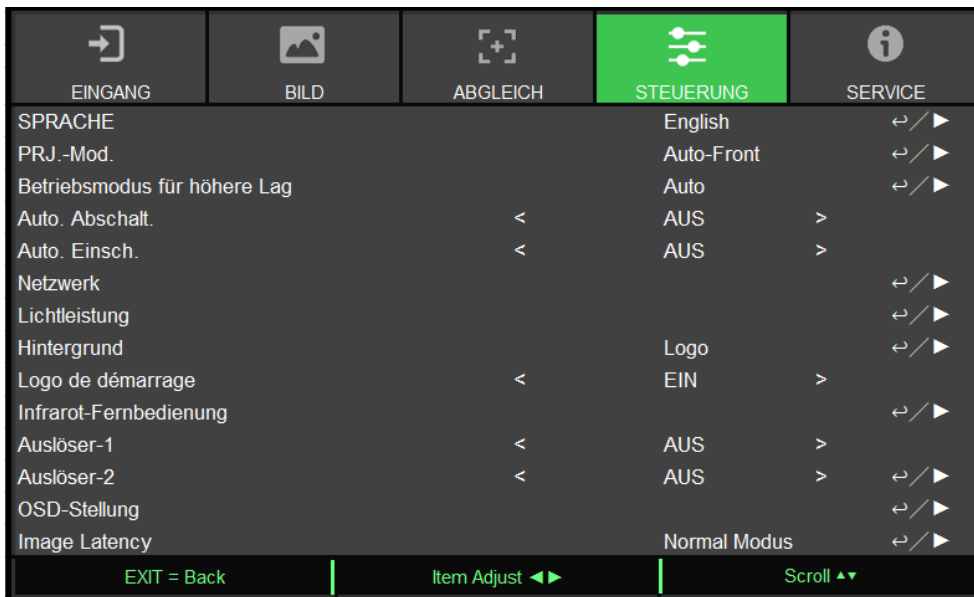 EINGANG BILD ABGLEICH STEUERUNG SERVICE
SPRACHE English ↩/►
PRJ.-Mod. Auto-Front ↩/►
Betriebsmodus für höhere Lag Auto ↩/►
Auto. Abschalt. < AUS >
Auto. Einsch. < AUS >
Netzwerk ↩/►
Lichtleistung ↩/►
Hintergrund Logo ↩/►
Logo de démarrage < EIN >
Infrarot-Fernbedienung ↩/►
Auslöser-1 < AUS >
Auslöser-2 < AUS > ↩/►
OSD-Stellung ↩/►
Image Latency Normal Modus ↩/►
EXIT = Back Item Adjust ◄► Scroll ▲▼